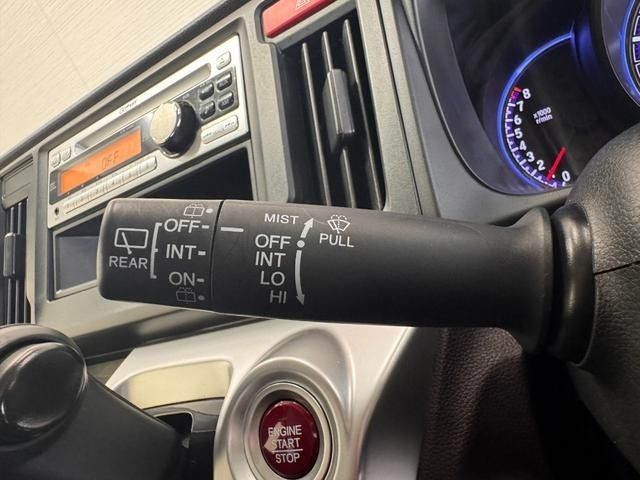 OFF
8
7
6
5
4
3
2
1
0
x1000
r/min
OFF
INT
ON
REAR
MIST
PULL
OFF
INT
LO
HI
ENGINE
START
STOP